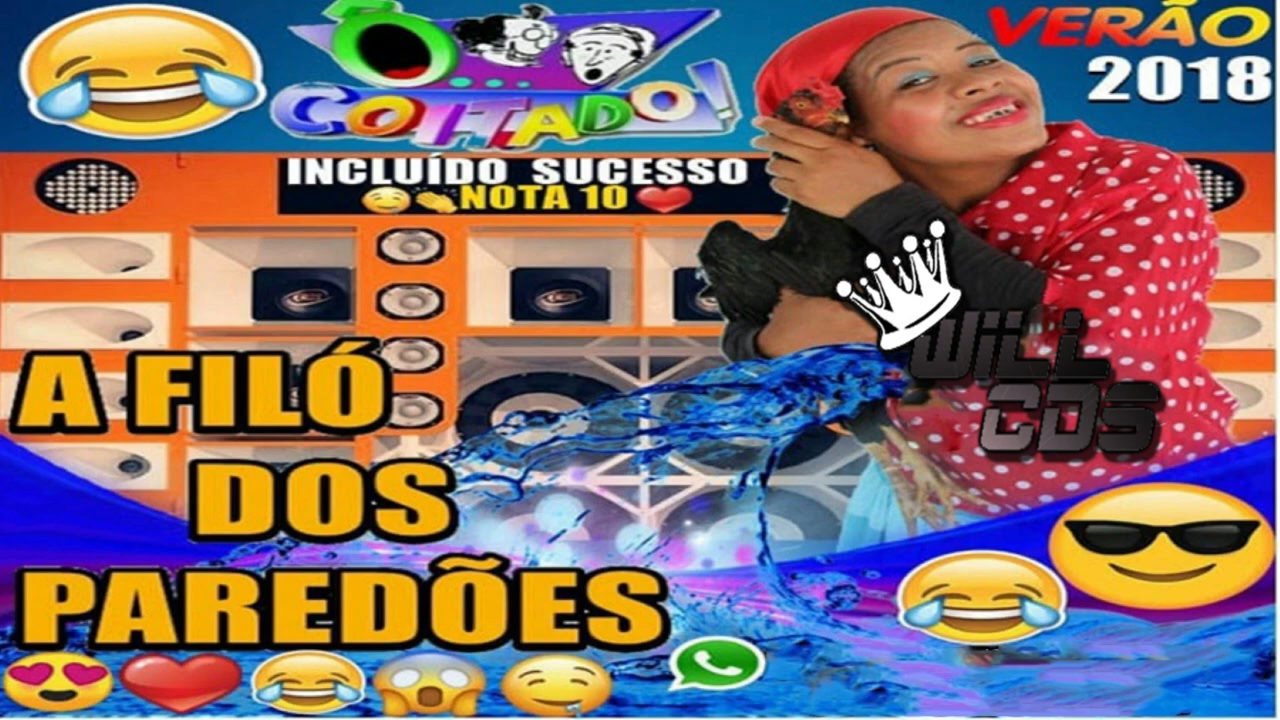 Ô...
COITADO!
VERÃO
2018
INCLUÍDO SUCESSO
NOTA 10
WILL
CDS
A FILÓ
DOS
PAREDÕES